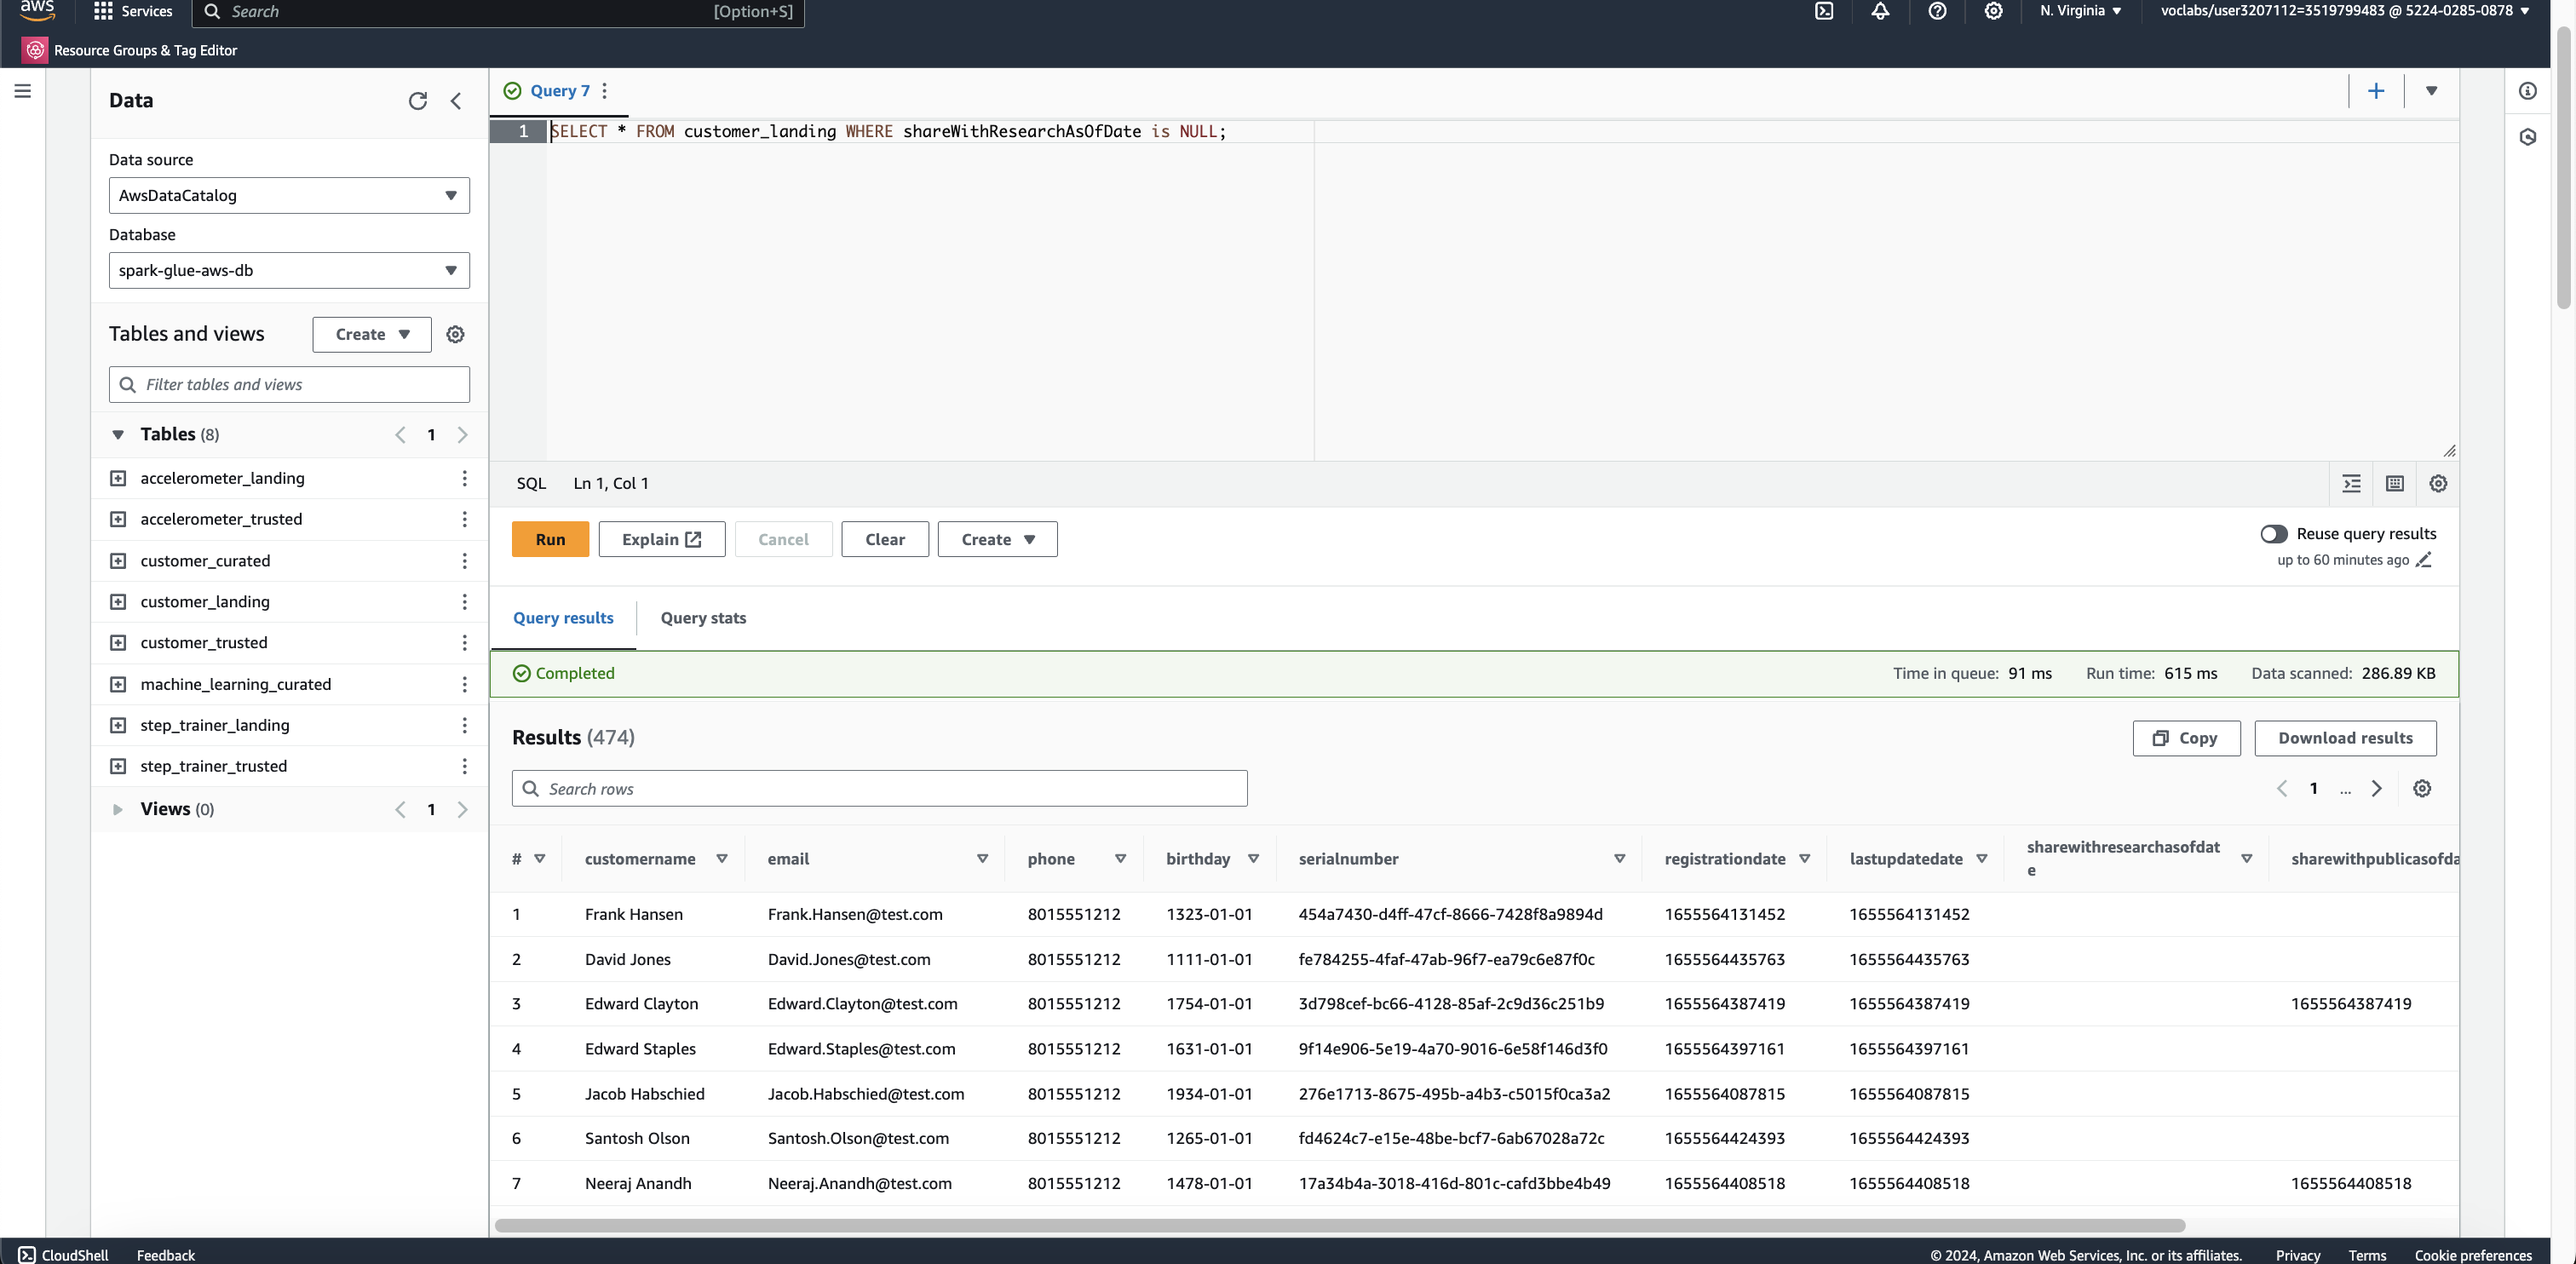 aws
Services
Search
[Option+S]
N. Virginia
voclabs/user3207112=3519799483 @ 5224-0285-0878
Resource Groups & Tag Editor
Data
Data source
AwsDataCatalog
Database
spark-glue-aws-db
Tables and views
Create
Filter tables and views
Tables (8)
1
accelerometer_landing
accelerometer_trusted
customer_curated
customer_landing
customer_trusted
machine_learning_curated
step_trainer_landing
step_trainer_trusted
Views (0)
1
Query 7
1 SELECT * FROM customer_landing WHERE shareWithResearchAsOfDate is NULL;
SQL Ln 1, Col 1
Run Explain Cancel Clear Create
Reuse query results
up to 60 minutes ago
Query results Query stats
Completed
Time in queue: 91 ms Run time: 615 ms Data scanned: 286.89 KB
Results (474)
Copy Download results
Search rows
1 ...
# customername email phone birthday serialnumber registrationdate lastupdatedate sharewithresearchasofdat
e sharewithpublicasofda
1 Frank Hansen Frank.Hansen@test.com 8015551212 1323-01-01 454a7430-d4ff-47cf-8666-7428f8a9894d 1655564131452 1655564131452
2 David Jones David.Jones@test.com 8015551212 1111-01-01 fe784255-4faf-47ab-96f7-ea79c6e87f0c 1655564435763 1655564435763
3 Edward Clayton Edward.Clayton@test.com 8015551212 1754-01-01 3d798cef-bc66-4128-85af-2c9d36c251b9 1655564387419 1655564387419 1655564387419
4 Edward Staples Edward.Staples@test.com 8015551212 1631-01-01 9f14e906-5e19-4a70-9016-6e58f146d3f0 1655564397161 1655564397161
5 Jacob Habschied Jacob.Habschied@test.com 8015551212 1934-01-01 276e1713-8675-495b-a4b3-c5015f0ca3a2 1655564087815 1655564087815
6 Santosh Olson Santosh.Olson@test.com 8015551212 1265-01-01 fd4624c7-e15e-48be-bcf7-6ab67028a72c 1655564424393 1655564424393
7 Neeraj Anandh Neeraj.Anandh@test.com 8015551212 1478-01-01 17a34b4a-3018-416d-801c-cafd3bbe4b49 1655564408518 1655564408518 1655564408518
CloudShell Feedback
© 2024, Amazon Web Services, Inc. or its affiliates. Privacy Terms Cookie preferences